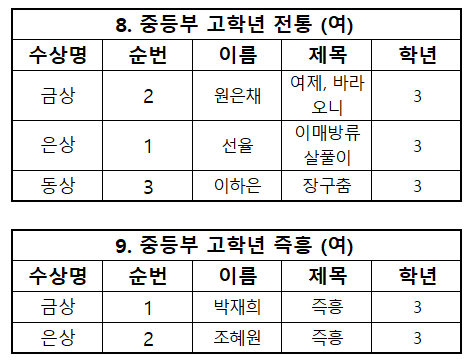 8. 중등부 고학년 전통 (여)
수상명 순번 이름 제목 학년
금상 2 원은채 여제, 바라 3
오니
은상 1 선율 이매방류 3
살풀이
동상 3 이하은 장구춤 3
9. 중등부 고학년 즉흥 (여)
수상명 순번 이름 제목 학년
금상 1 박재희 즉흥 3
은상 2 조혜원 즉흥 3